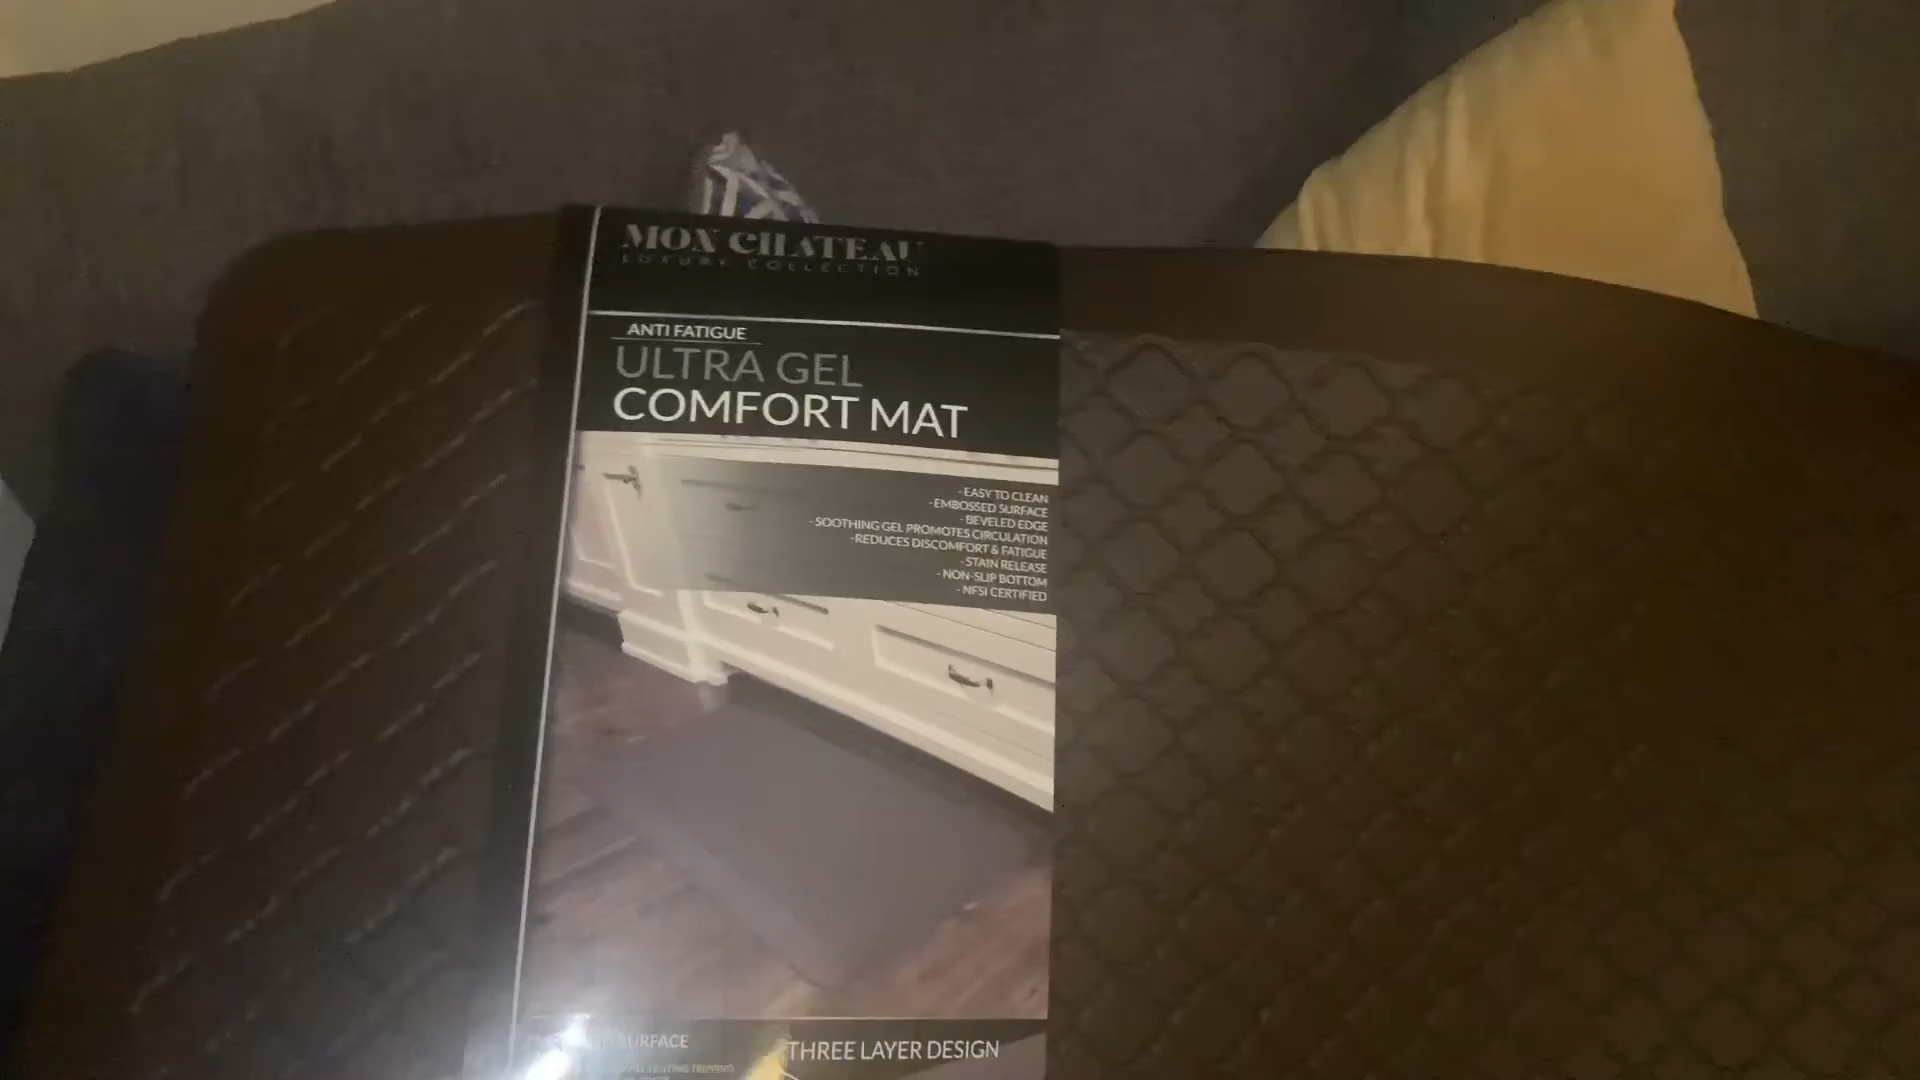 MON CHATEAU
LUXURY COLLECTION
ANTI FATIGUE
ULTRA GEL
COMFORT MAT
- EASY TO CLEAN
- EMBOSSED SURFACE
- BEVELED EDGE
- SOOTHING GEL PROMOTES CIRCULATION
- REDUCES DISCOMFORT & FATIGUE
- STAIN RELEASE
- NON-SLIP BOTTOM
- NFSI CERTIFIED
SURFACE
THREE LAYER DESIGN